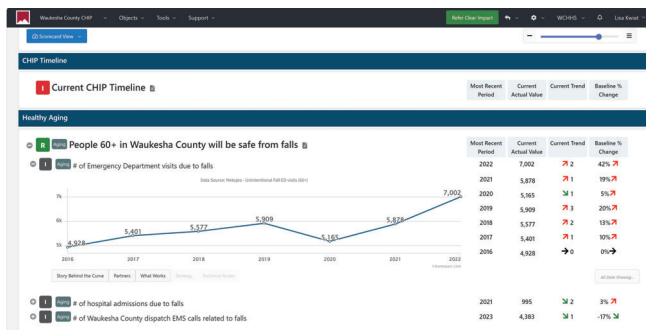 Waukesha County CHIP Objects Tools Support Refer Clear Impact WCHHS Lisa Kwiat
Scorecard View
CHIP Timeline
I Current CHIP Timeline Most Recent Period Current Actual Value Current Trend Baseline % Change
Healthy Aging
R Aging People 60+ in Waukesha County will be safe from falls Most Recent Period Current Actual Value Current Trend Baseline % Change
I Aging # of Emergency Department visits due to falls 2022 7,002 2 42%
Data Source: Netspro - Unintentional Fall ED visits (60+)
2021 5,878 1 19%
2020 5,165 1 5%
2019 5,909 3 20%
2018 5,577 2 13%
2017 5,401 1 10%
2016 4,928 0 0%
7k 6k 5k
4,928 5,401 5,577 5,909 5,165 5,878 7,002
2016 2017 2018 2019 2020 2021 2022
Story Behind the Curve Partners What Works Strategy
I Aging # of hospital admissions due to falls 2021 995 2 3%
I Aging # of Waukesha County dispatch EMS calls related to falls 2023 4,383 1 -17%